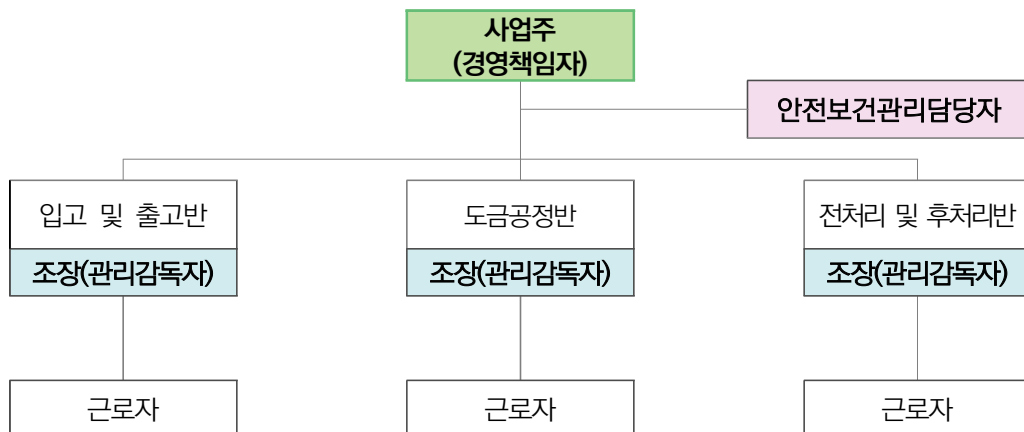 사업주
(경영책임자)
안전보건관리담당자
입고 및 출고반
도금공정반
전처리 및 후처리반
조장(관리감독자)
조장(관리감독자)
조장(관리감독자)
근로자
근로자
근로자